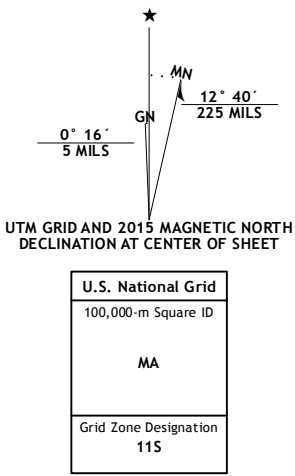 ★
MN
GN
12° 40´
225 MILS
0° 16´
5 MILS
UTM GRID AND 2015 MAGNETIC NORTH
DECLINATION AT CENTER OF SHEET
U.S. National Grid
100,000-m Square ID
MA
Grid Zone Designation
11S